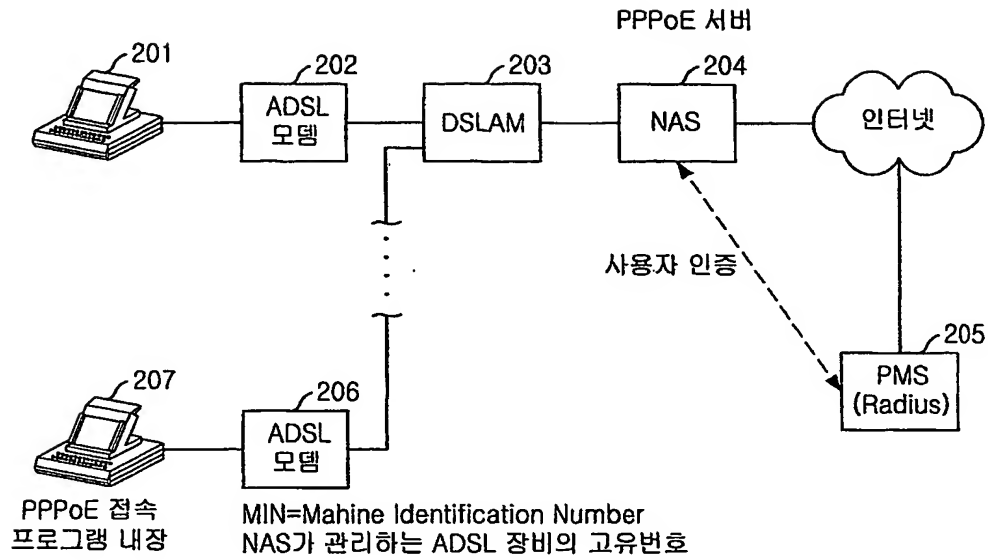 PPPoE 서버
201
202
203
204
ADSL
모뎀
DSLAM
NAS
인터넷
사용자 인증
205
PMS
(Radius)
207
206
ADSL
모뎀
PPPoE 접속
프로그램 내장
MIN=Mahine Identification Number
NAS가 관리하는 ADSL 장비의 고유번호